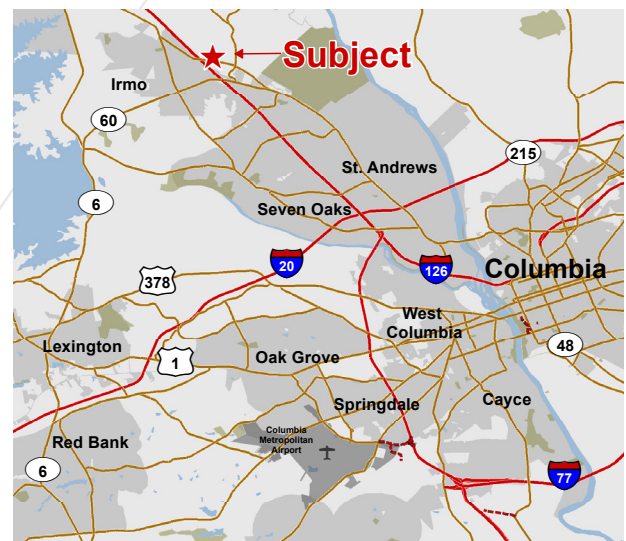 Subject
Irmo
60
St. Andrews
215
6
Seven Oaks
20
126
Columbia
378
West
Columbia
Lexington
1
Oak Grove
48
Springdale
Cayce
Columbia
Metropolitan
Airport
Red Bank
6
77